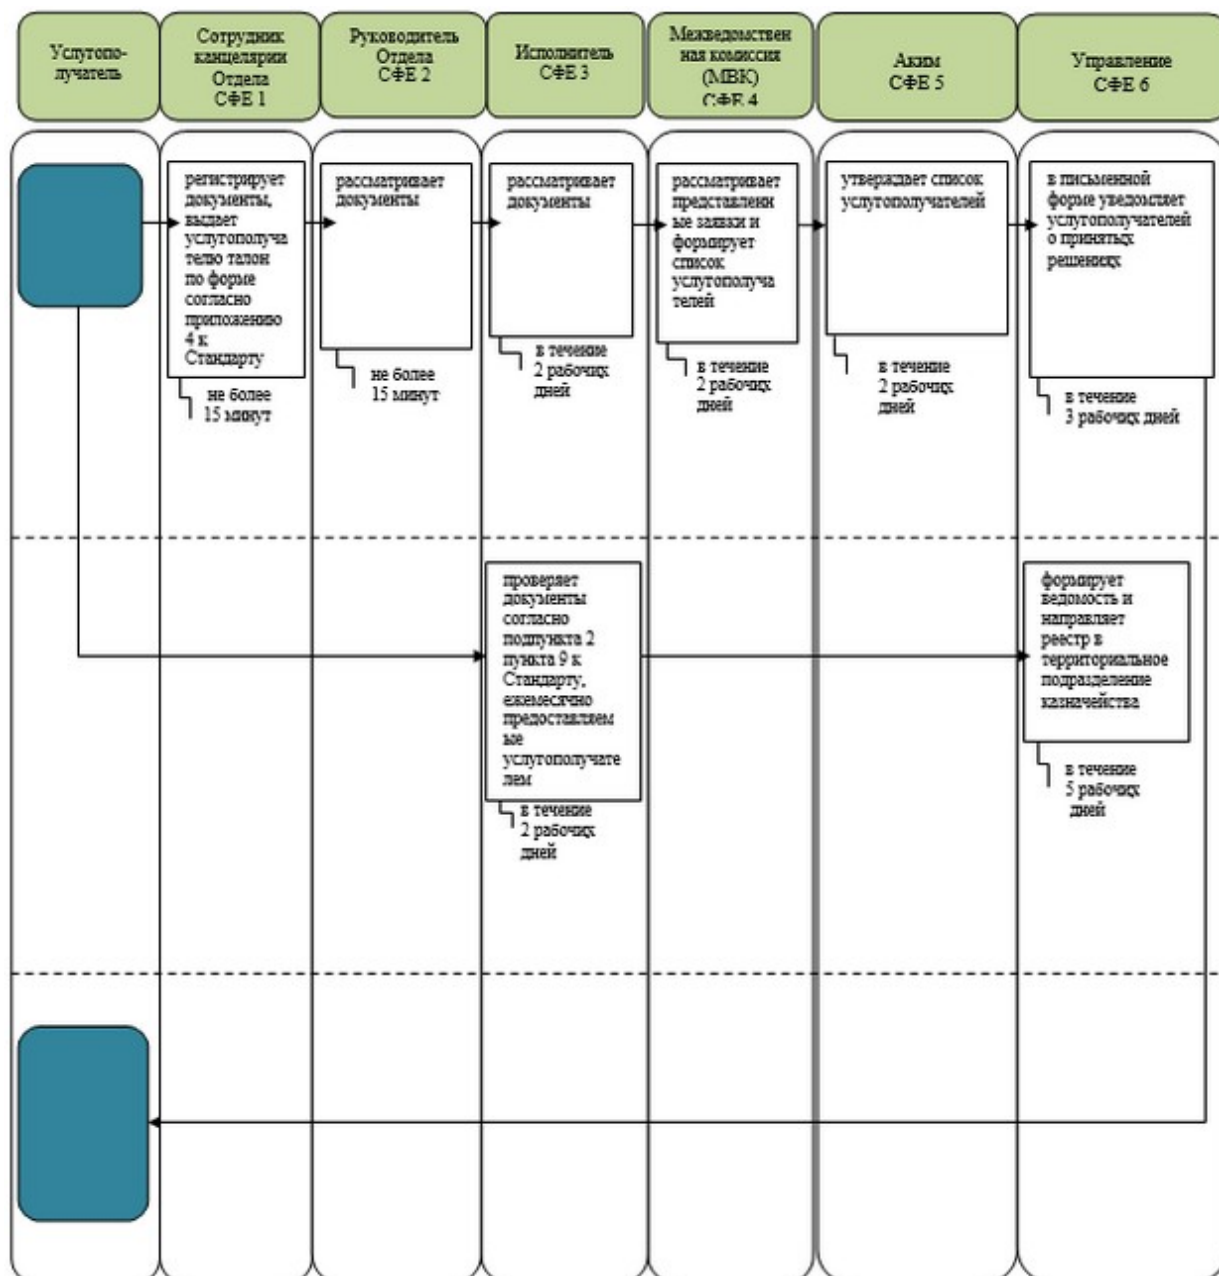 Услугопо-
лучатель
Сотрудник
канцелярии
Отдела
СФЕ 1
Руководитель
Отдела
СФЕ 2
Исполнитель
СФЕ 3
Межведомствен
ная комиссия
(МВК)
СФЕ 4
Аким
СФЕ 5
Управление
СФЕ 6
регистрирует
документы,
выдает
услугополуча
телю талон
по форме
согласно
приложению
4 к
Стандарту
не более
15 минут
рассматривает
документы
не более
15 минут
рассматривает
документы
в течение
2 рабочих
дней
рассматривает
представленн
ые заявки и
формирует
список
услугополуча
телей
в течение
2 рабочих
дней
утверждает список
услугополучателей
в течение
2 рабочих
дней
в письменной
форме уведомляет
услугополучателей
о принятых
решениях
в течение
3 рабочих дней
проверяет
документы
согласно
подпункта 2
пункта 9 к
Стандарту,
ежемесячно
предоставляем
ые
услугополучате
лем
в течение
2 рабочих
дней
формирует
ведомость и
направляет
реестр в
территориальное
подразделение
казначейства
в течение
5 рабочих
дней